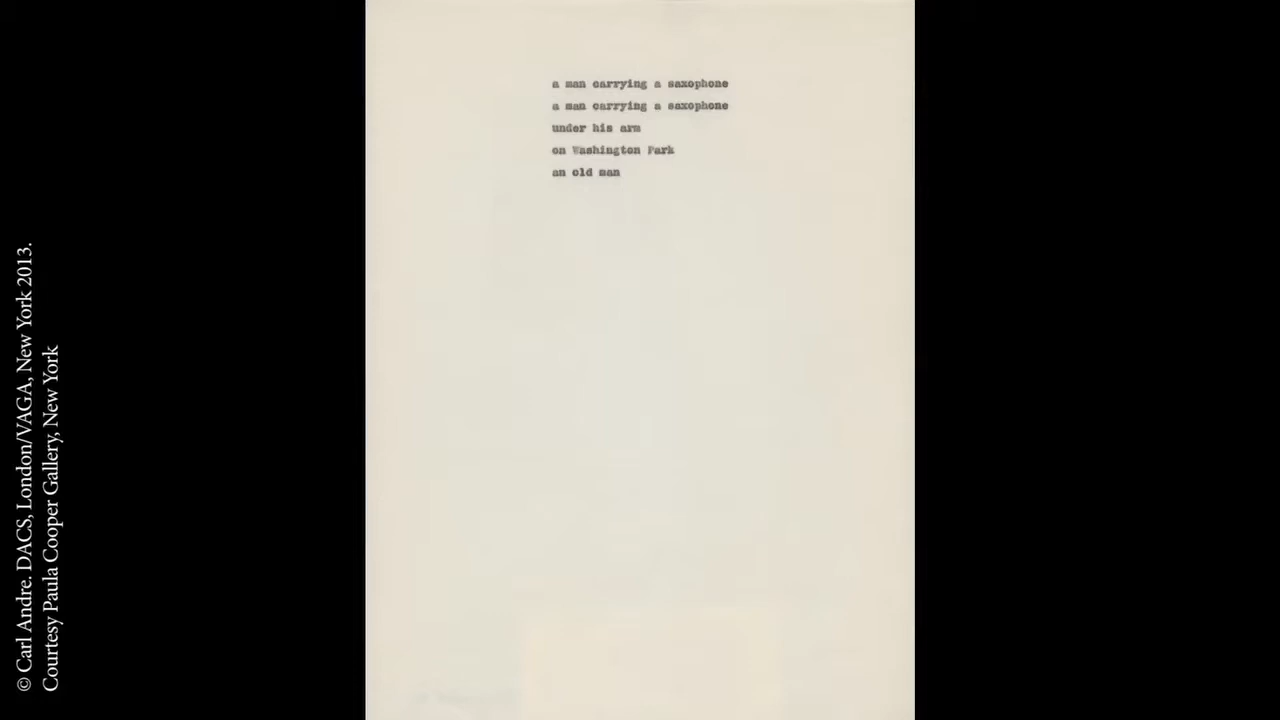 a man carrying a saxophone
a man carrying a saxophone
under his arm
on Washington Park
an old man
© Carl Andre. DACS, London/VAGA, New York 2013.
Courtesy Paula Cooper Gallery, New York